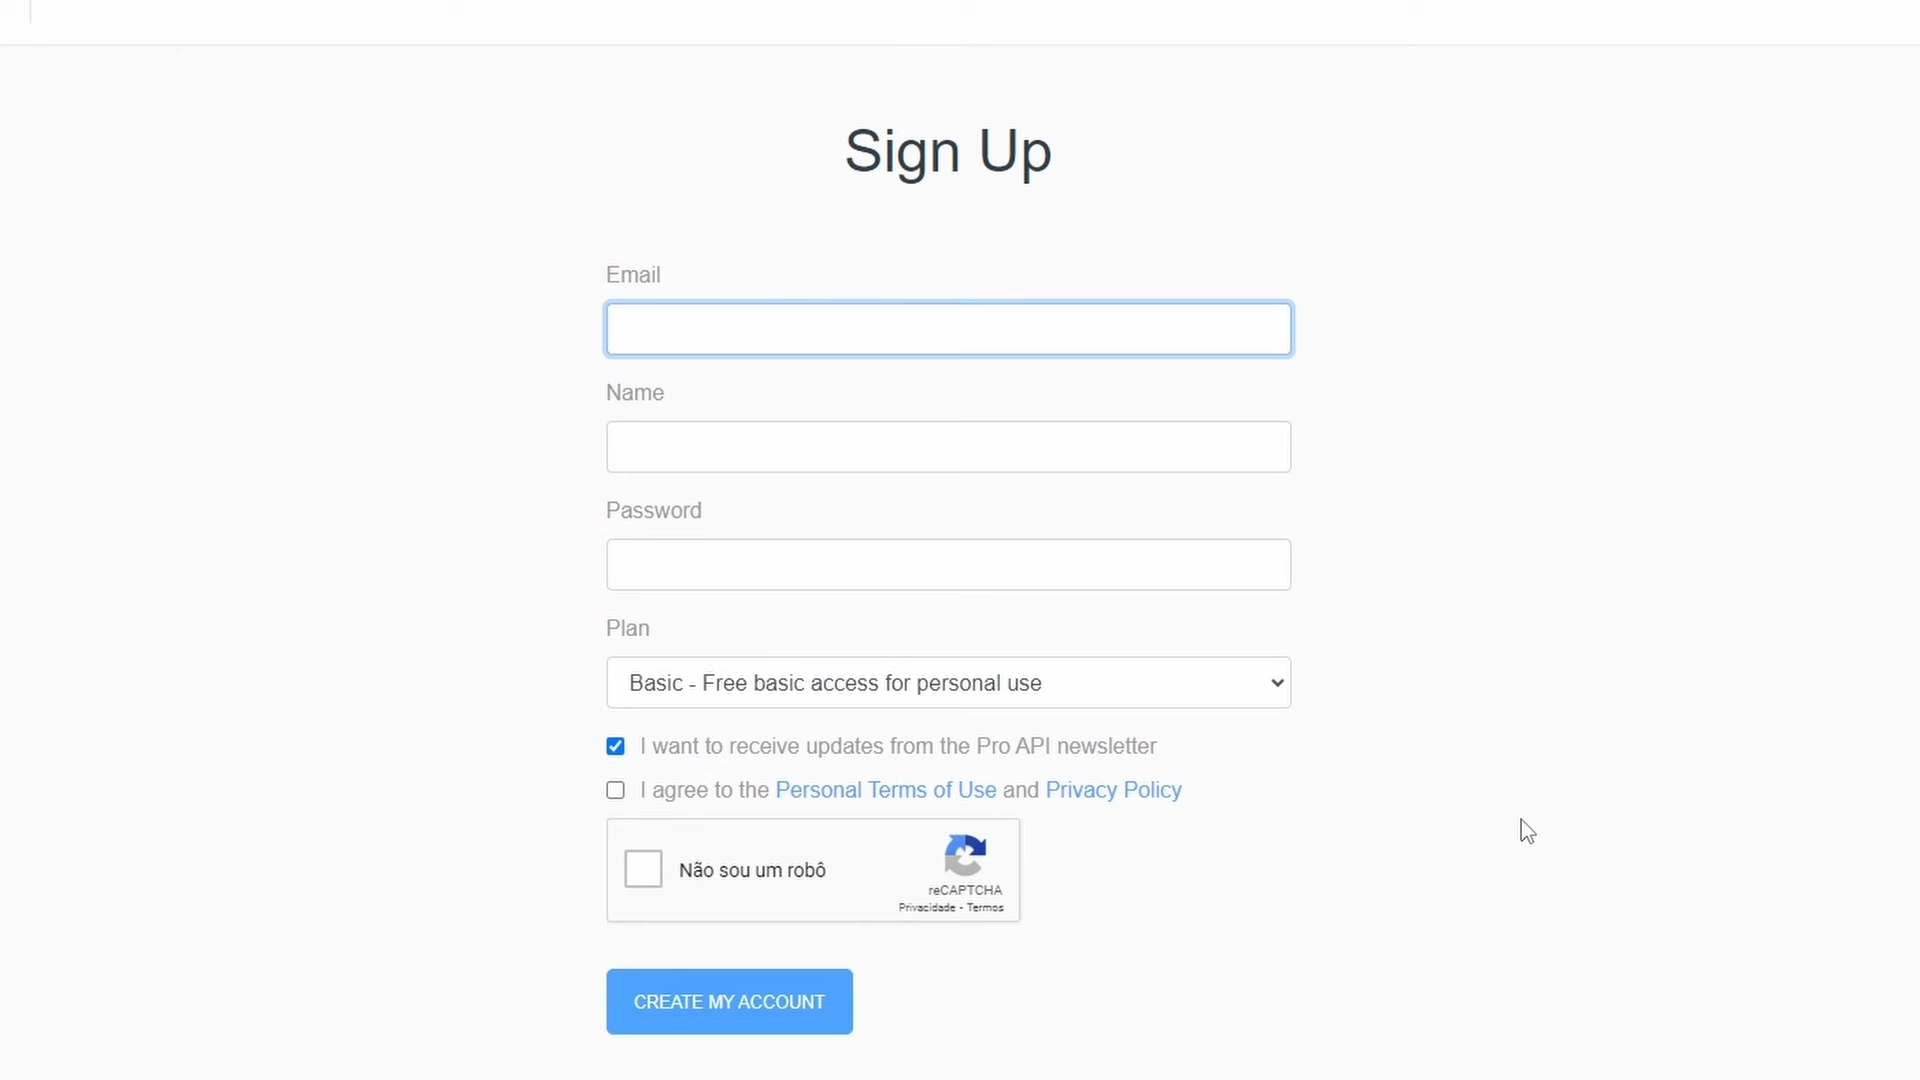 Sign Up
Email
Name
Password
Plan
Basic - Free basic access for personal use
I want to receive updates from the Pro API newsletter
I agree to the Personal Terms of Use and Privacy Policy
Não sou um robô
reCAPTCHA
Privacidade - Termos
CREATE MY ACCOUNT